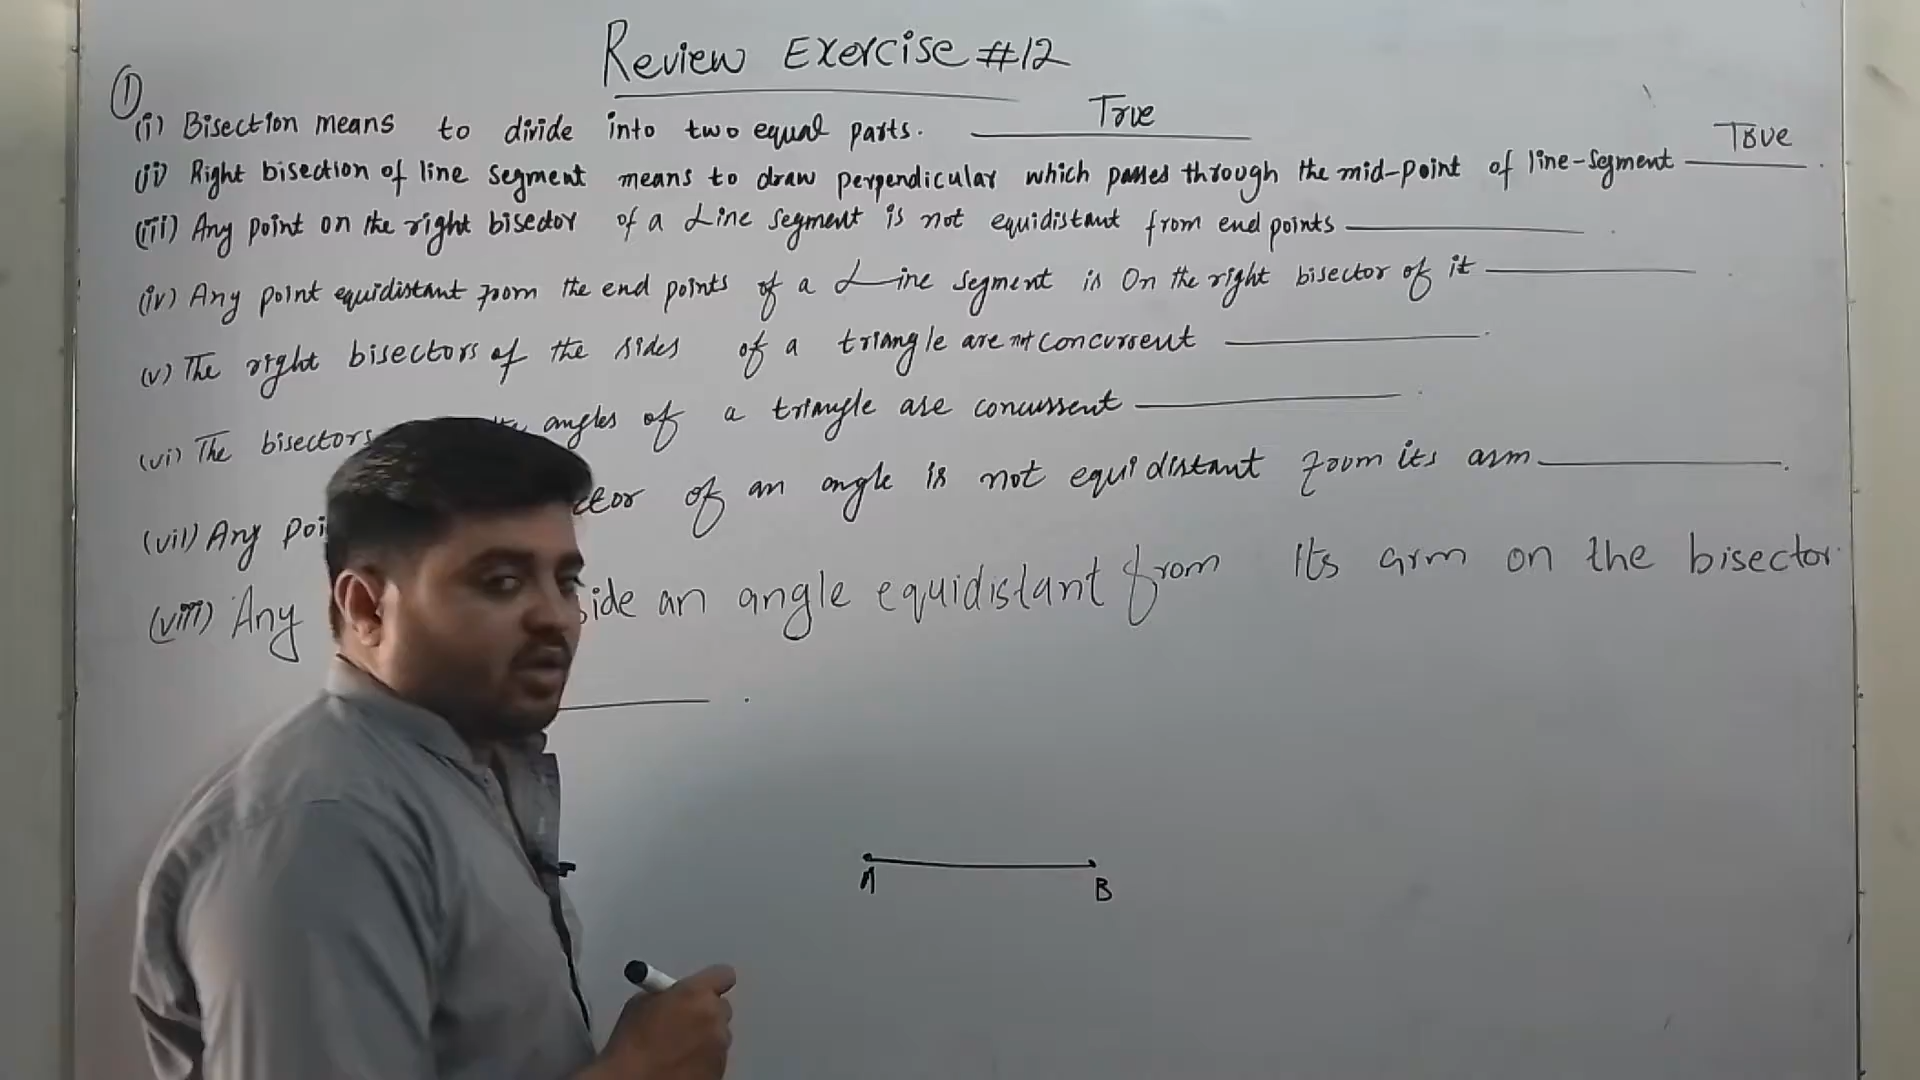 Review Exercise #12
①
(i) Bisection means to divide into two equal parts. True
(ii) Right bisection of line segment means to draw perpendicular which passes through the mid-point of line-segment True.
(iii) Any point on the right bisector of a Line segment is not equidistant from end points
(iv) Any point equidistant from the end points of a Line segment is on the right bisector of it
(v) The right bisectors of the sides of a triangle are not concurrent
(vi) The bisectors angles of a triangle are concurrent
(vii) Any of an angle is not equidistant from its arm
(viii) Any an angle equidistant from its arm on the bisector.
A B